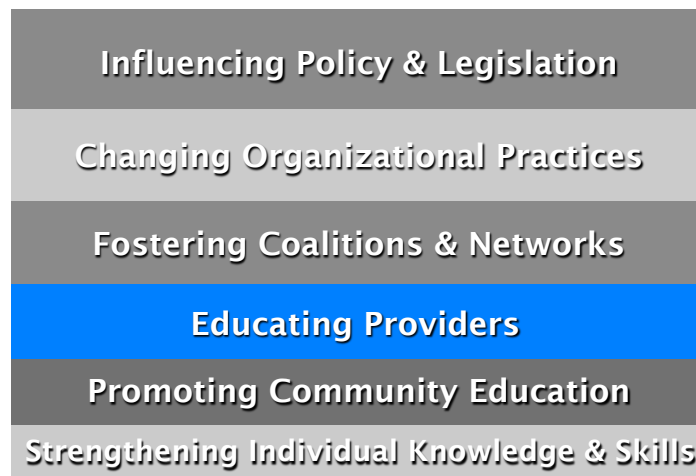 Influencing Policy & Legislation
Changing Organizational Practices
Fostering Coalitions & Networks
Educating Providers
Promoting Community Education
Strengthening Individual Knowledge & Skills